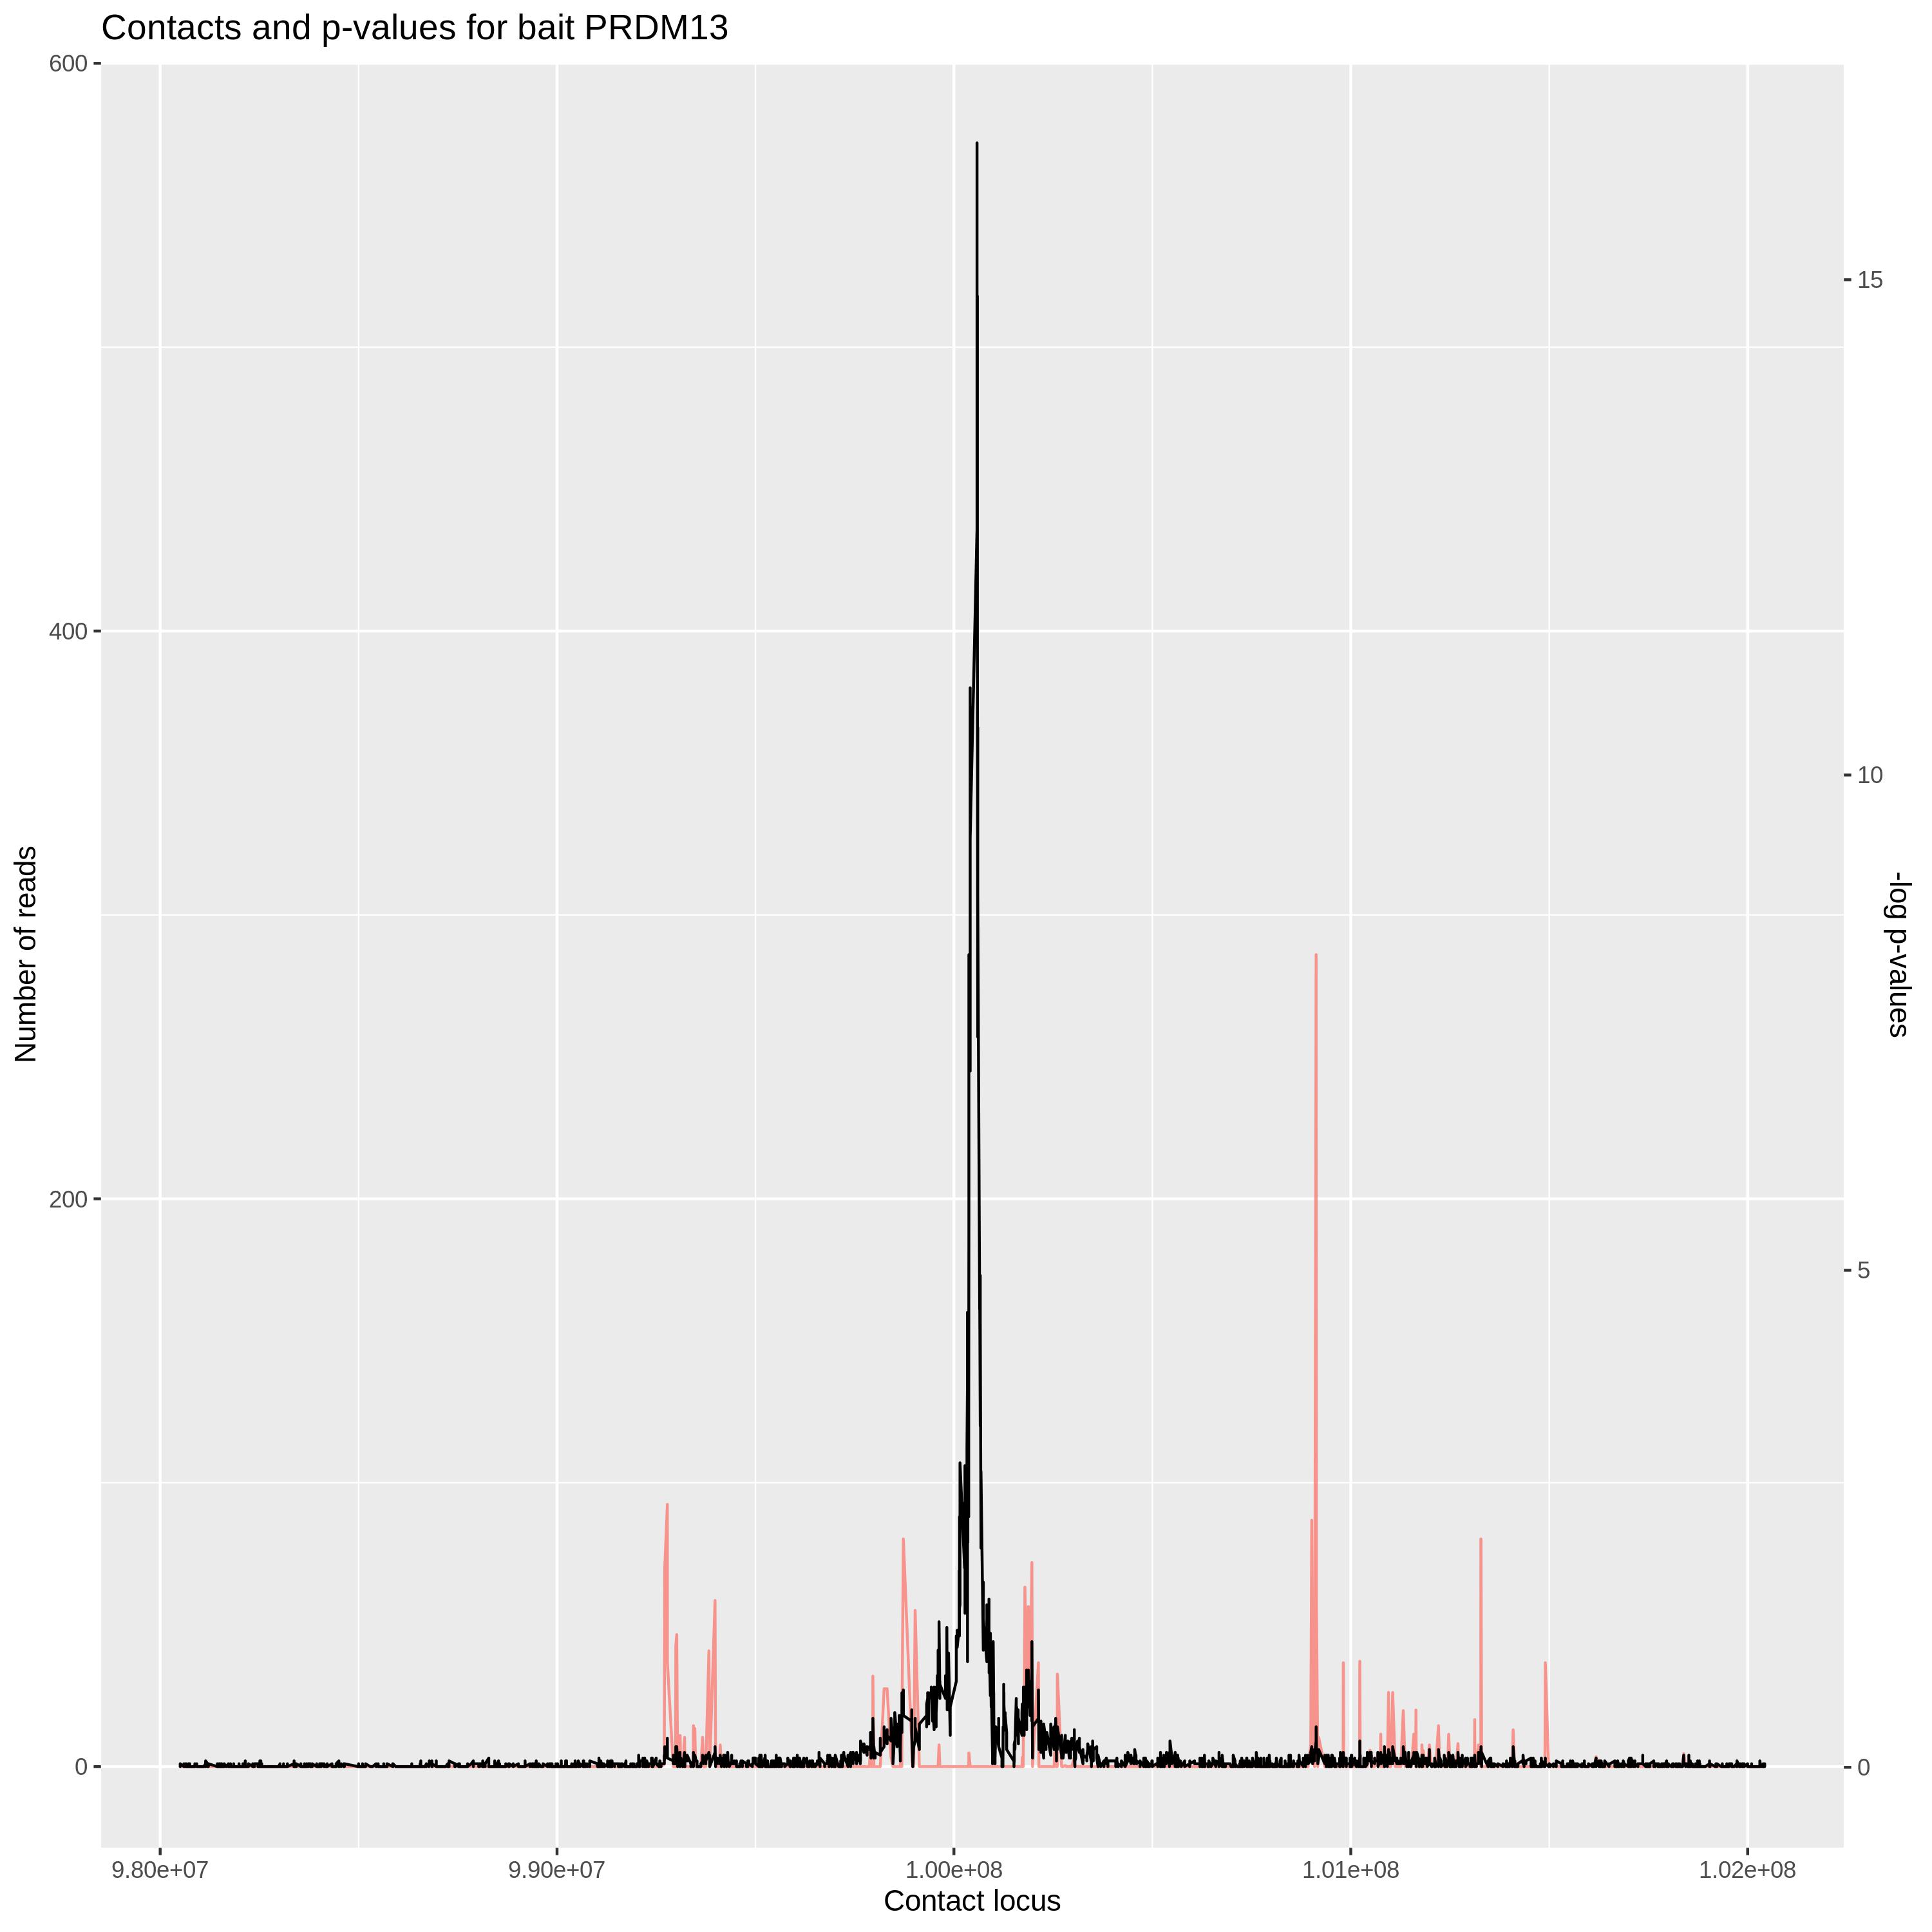 Contacts and p-values for bait PRDM13
600
400
200
0
Number of reads
15
10
5
0
-log p-values
9.80e+07 9.90e+07 1.00e+08 1.01e+08 1.02e+08
Contact locus